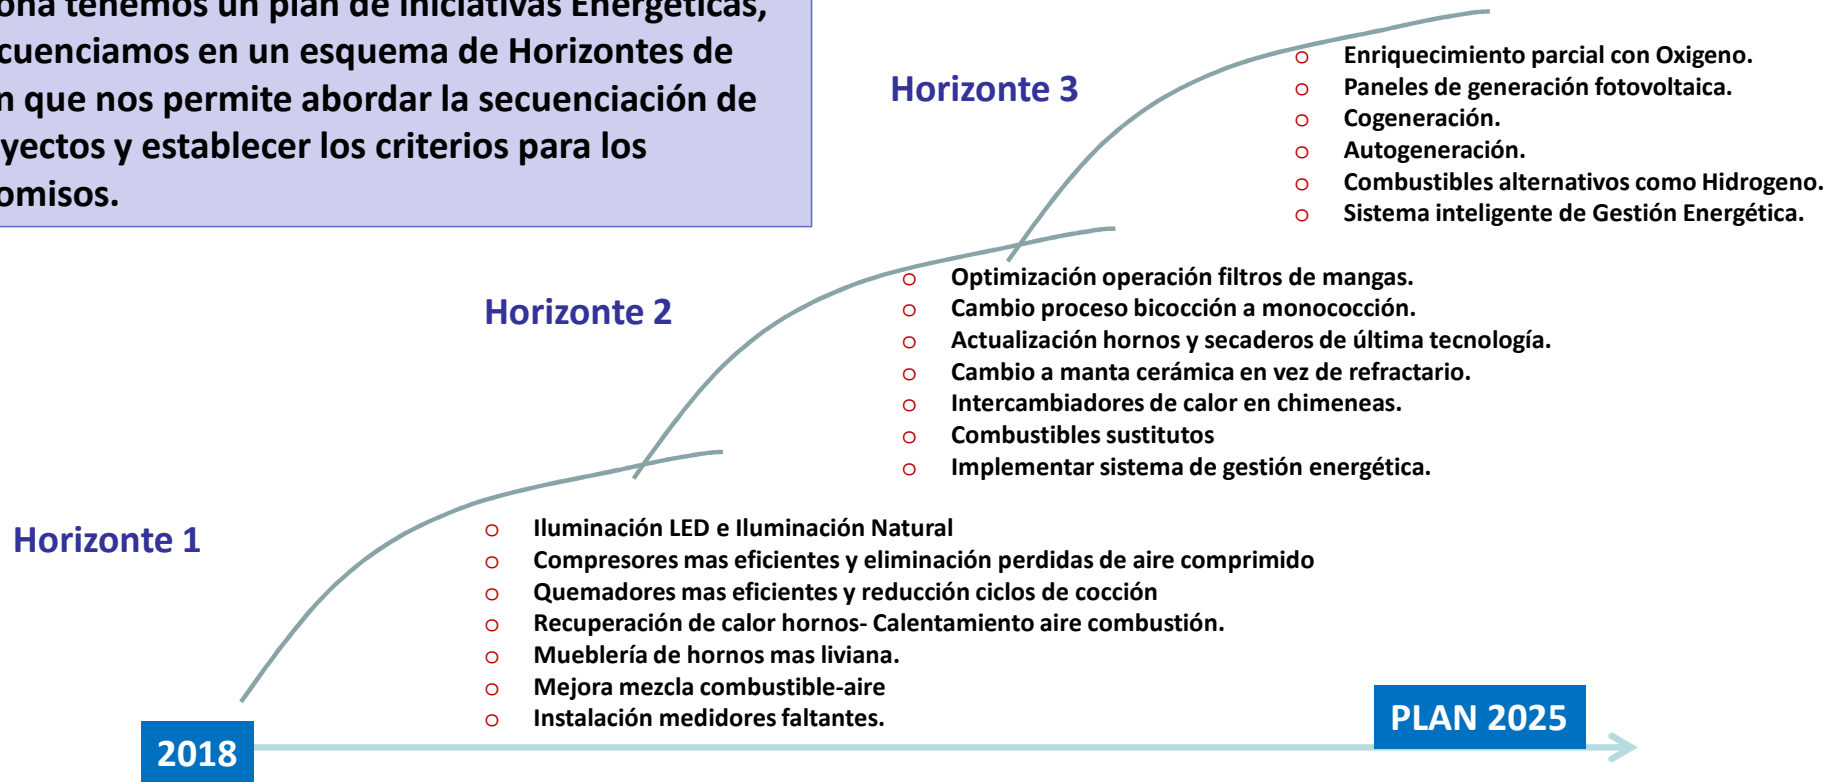 tenemos un plan de iniciativas Energéticas,
en un esquema de Horizontes de
que nos permite abordar la secuenciación de
y establecer los criterios para los
Horizonte 3
o Enriquecimiento parcial con Oxigeno.
o Paneles de generación fotovoltaica.
o Cogeneración.
o Autogeneración.
o Combustibles alternativos como Hidrogeno.
o Sistema inteligente de Gestión Energética.
Horizonte 2
o Optimización operación filtros de mangas.
o Cambio proceso bicocción a monococción.
o Actualización hornos y secaderos de última tecnología.
o Cambio a manta cerámica en vez de refractario.
o Intercambiadores de calor en chimeneas.
o Combustibles sustitutos
o Implementar sistema de gestión energética.
Horizonte 1
o Iluminación LED e Iluminación Natural
o Compresores mas eficientes y eliminación perdidas de aire comprimido
o Quemadores mas eficientes y reducción ciclos de cocción
o Recuperación de calor hornos- Calentamiento aire combustión.
o Mueblería de hornos mas liviana.
o Mejora mezcla combustible-aire
o Instalación medidores faltantes.
2018
PLAN 2025